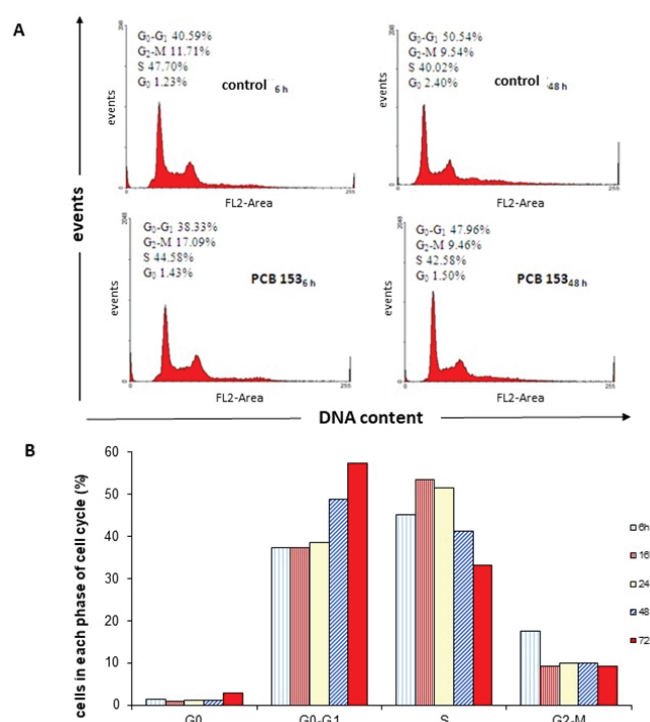 A
events
G0-G1 40.59%
G2-M 11.71%
S 47.70%
G0 1.23%
control 6 h
events
0
FL2-Area
G0-G1 50.54%
G2-M 9.54%
S 40.02%
G0 2.40%
control 48 h
events
0
FL2-Area
G0-G1 38.33%
G2-M 17.09%
S 44.58%
G0 1.43%
PCB 153 6 h
events
FL2-Area
G0-G1 47.96%
G2-M 9.46%
S 42.58%
G0 1.50%
PCB 153 48 h
events
FL2-Area
DNA content
B
cells in each phase of cell cycle (%)
60
50
40
30
20
10
0
G0 G0-G1 S G2-M
6h
16
24
48
72